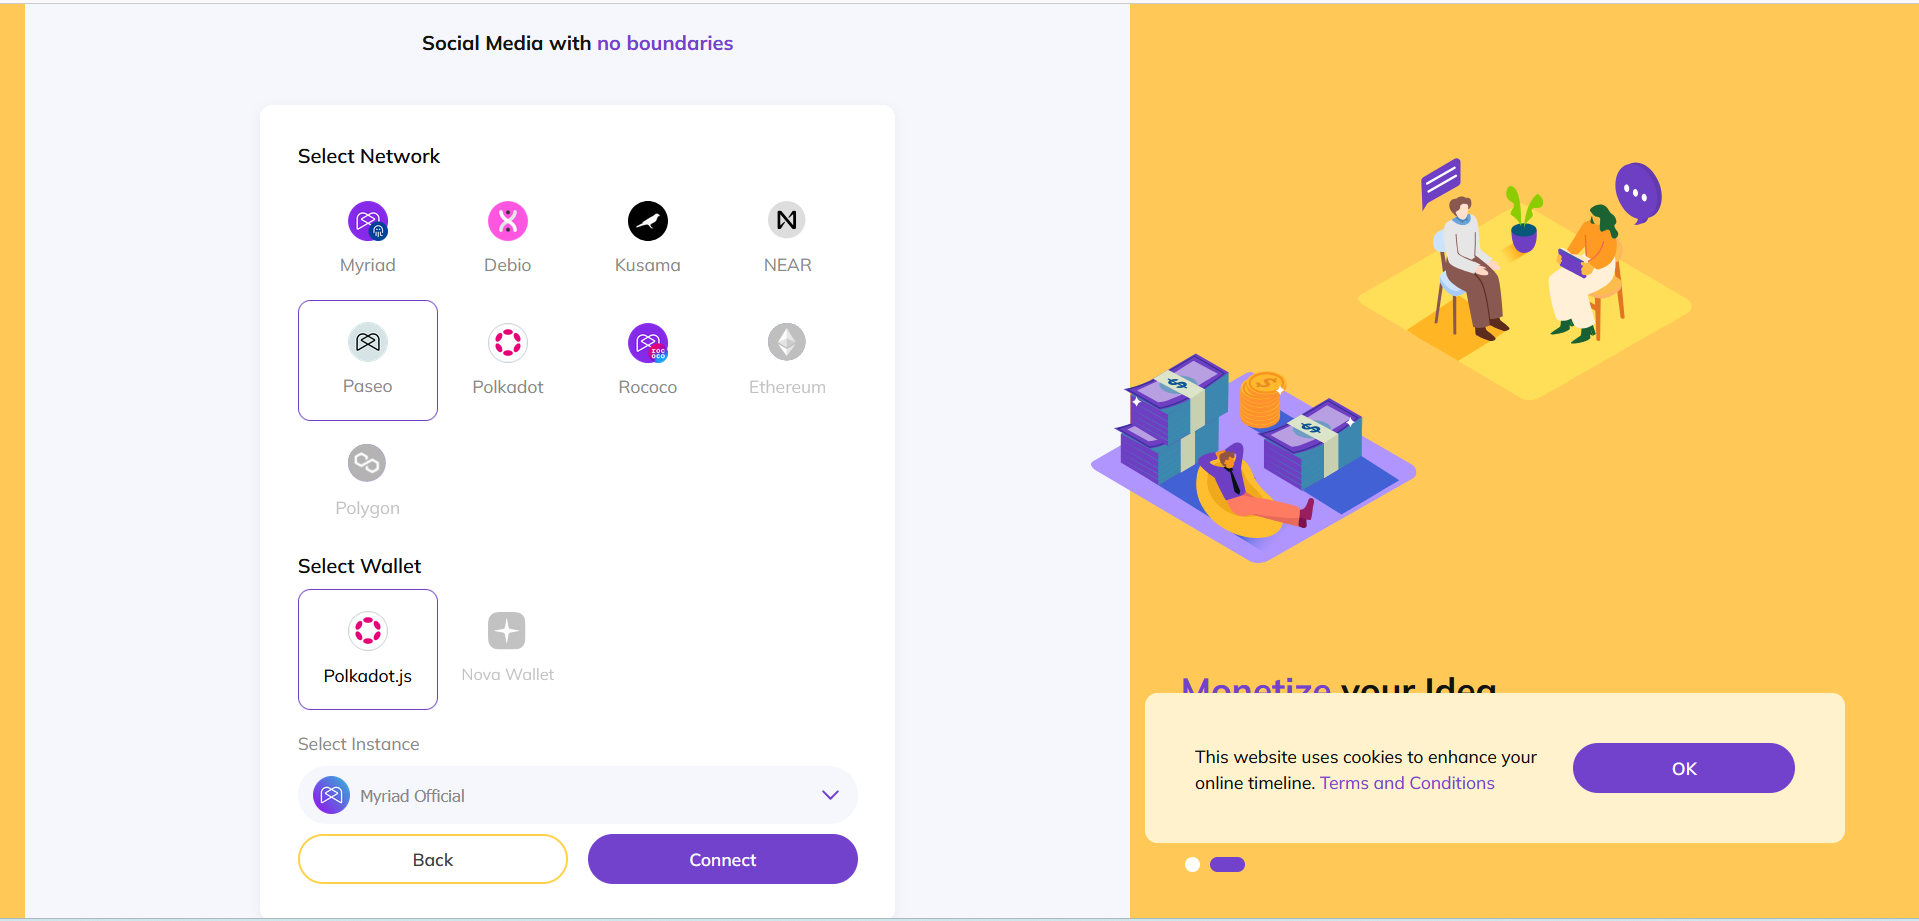 Social Media with no boundaries
Select Network
Myriad
Debio
Kusama
NEAR
Paseo
Polkadot
Rococo
Ethereum
Polygon
Select Wallet
Polkadot.js
Nova Wallet
Select Instance
Myriad Official
Back
Connect
Monetize your Idea
This website uses cookies to enhance your
online timeline. Terms and Conditions
OK